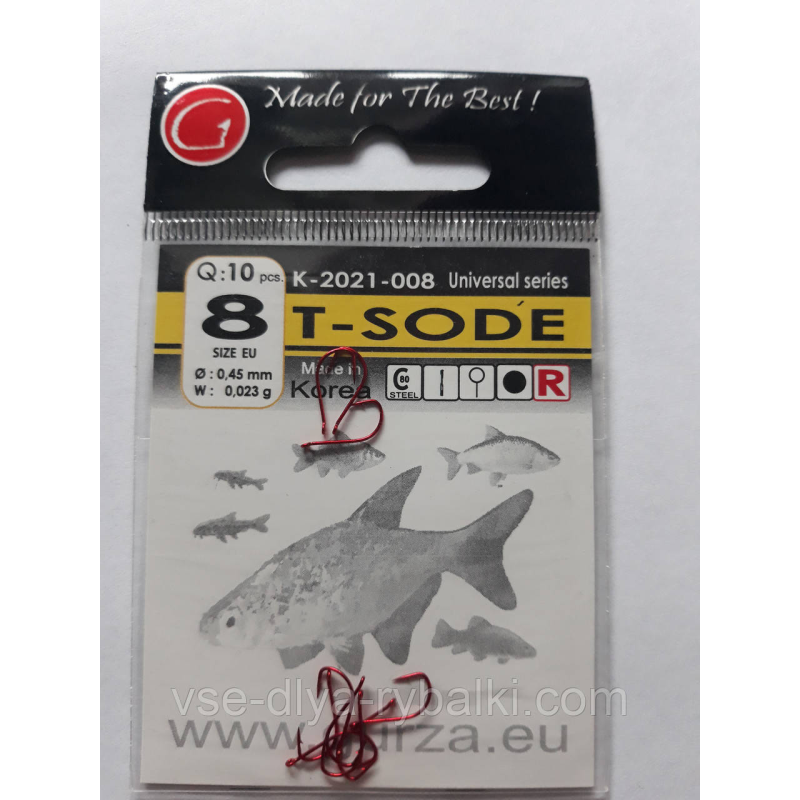 Made for The Best !
Q:10 pcs.
8
SIZE EU
Ø : 0,45 mm
W : 0,023 g
K-2021-008 Universal series
T-SODE
Made in
Korea
C 80
STEEL
R
vse-dlya-rybalki.com